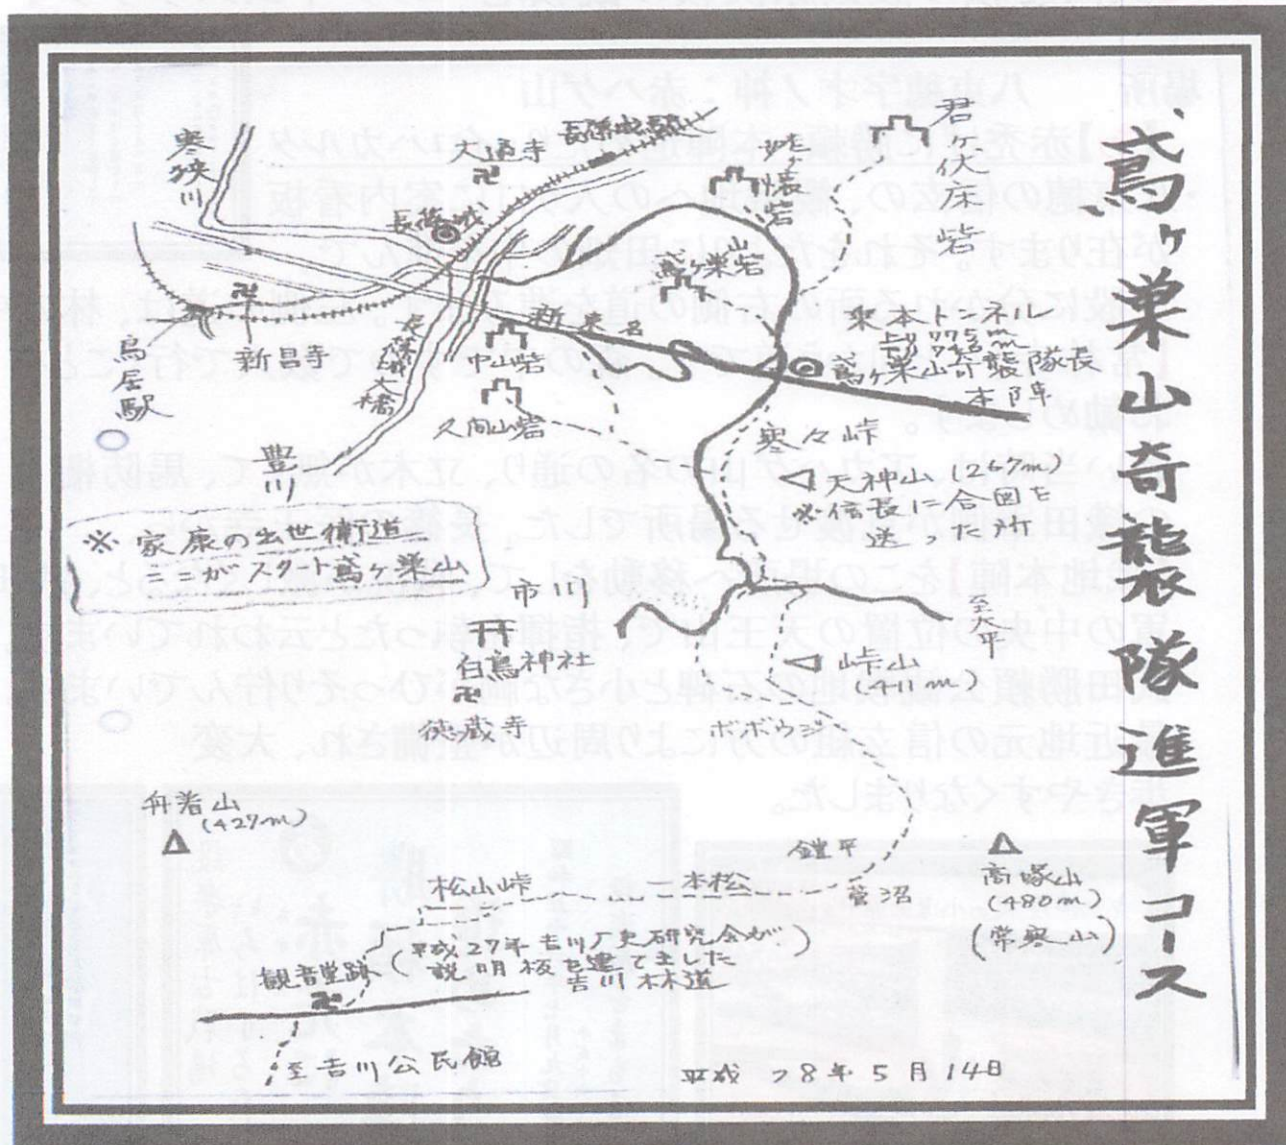 鳶ヶ巣山奇襲隊進軍コース
君ヶ伏床砦
姥ヶ懐砦
長篠城駅
大通寺
寒狭川
長篠城
鳶ヶ巣山砦
新東名
乗本トンネル
鳶ヶ巣山奇襲隊長
本陣
中山砦
久間山砦
長篠大橋
新昌寺
鳥居駅
豊川
寒々峠
天神山(267m)
※信長に合図を
送った所
※ 家康の出世街道
ここがスタート鳶ヶ巣山
市川
白鳥神社
徳蔵寺
峠山
ボボウジ
舟着山
(427m)
鎧平
菅沼
一本松
松山峠
高塚山
(480m)
(常寒山)
(平成27年 吉川歴史研究会が
説明板を建てました)
吉川林道
観音堂跡
至吉川公民館
平成28年5月14日